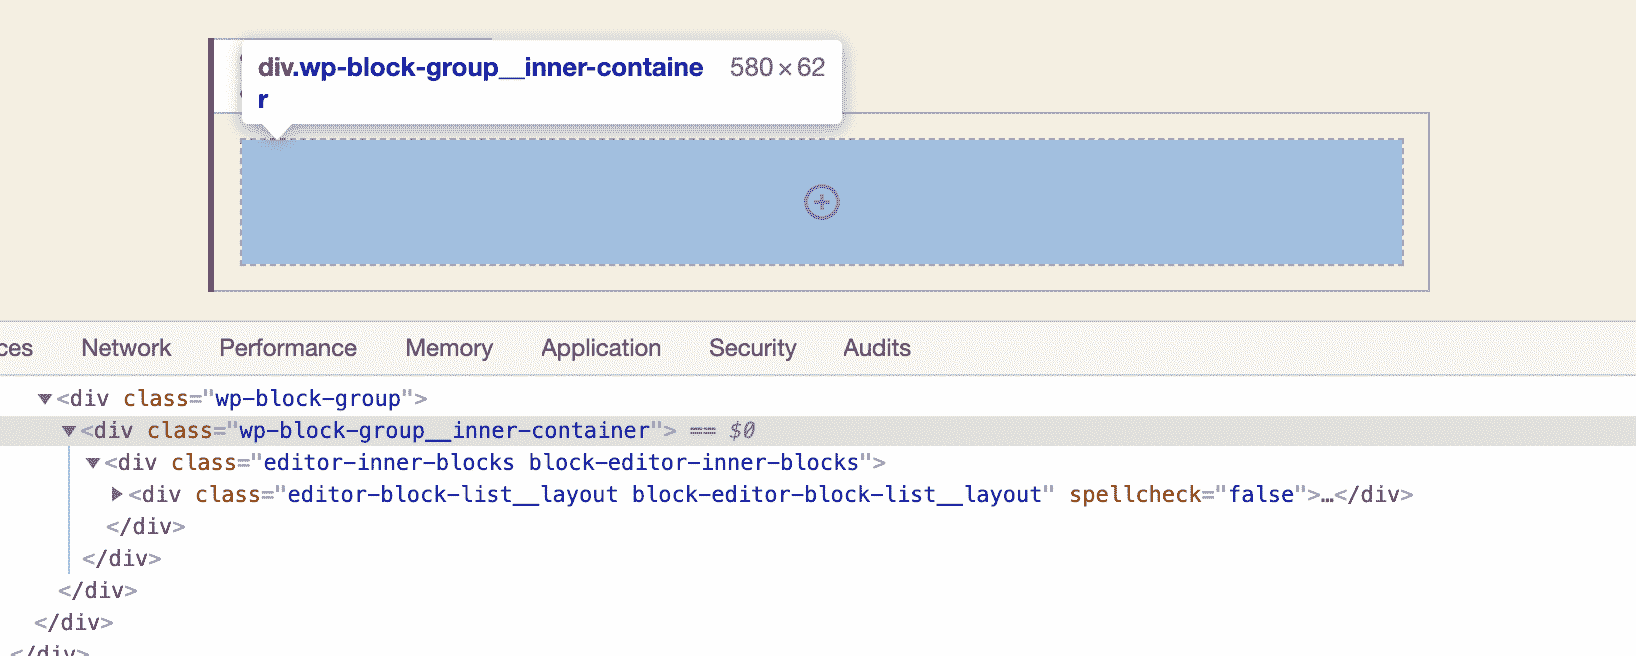 div.wp-block-group__inner-containe 580 × 62
r
ces Network Performance Memory Application Security Audits
▼<div class="wp-block-group">
▼<div class="wp-block-group__inner-container"> == $0
▼<div class="editor-inner-blocks block-editor-inner-blocks">
▶<div class="editor-block-list__layout block-editor-block-list__layout" spellcheck="false">…</div>
</div>
</div>
</div>
</div>
</div>